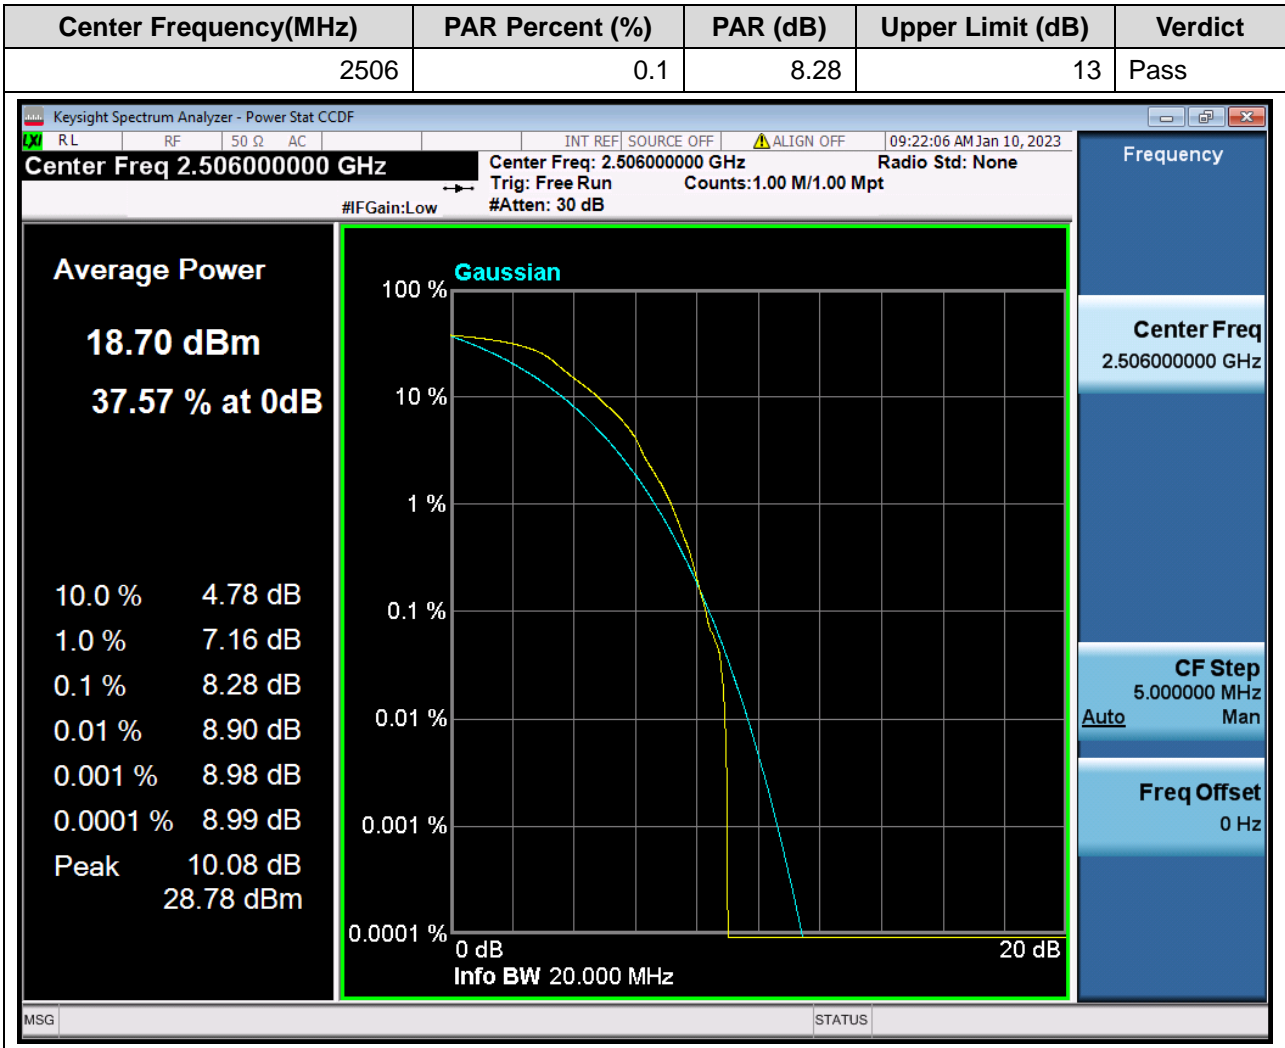 Center Frequency(MHz) PAR Percent (%) PAR (dB) Upper Limit (dB) Verdict
2506 0.1 8.28 13 Pass
Keysight Spectrum Analyzer - Power Stat CCDF
LXI RL RF 50 Ω AC INT REF SOURCE OFF ALIGN OFF 09:22:06 AM Jan 10, 2023
Center Freq 2.506000000 GHz
#IFGain:Low
Center Freq: 2.506000000 GHz Radio Std: None
Trig: Free Run Counts:1.00 M/1.00 Mpt
#Atten: 30 dB
Average Power
18.70 dBm
37.57 % at 0dB
10.0 % 4.78 dB
1.0 % 7.16 dB
0.1 % 8.28 dB
0.01 % 8.90 dB
0.001 % 8.98 dB
0.0001 % 8.99 dB
Peak 10.08 dB
28.78 dBm
Gaussian
100 %
10 %
1 %
0.1 %
0.01 %
0.001 %
0.0001 %
0 dB 20 dB
Info BW 20.000 MHz
Frequency
Center Freq
2.506000000 GHz
CF Step
5.000000 MHz
Auto Man
Freq Offset
0 Hz
MSG STATUS